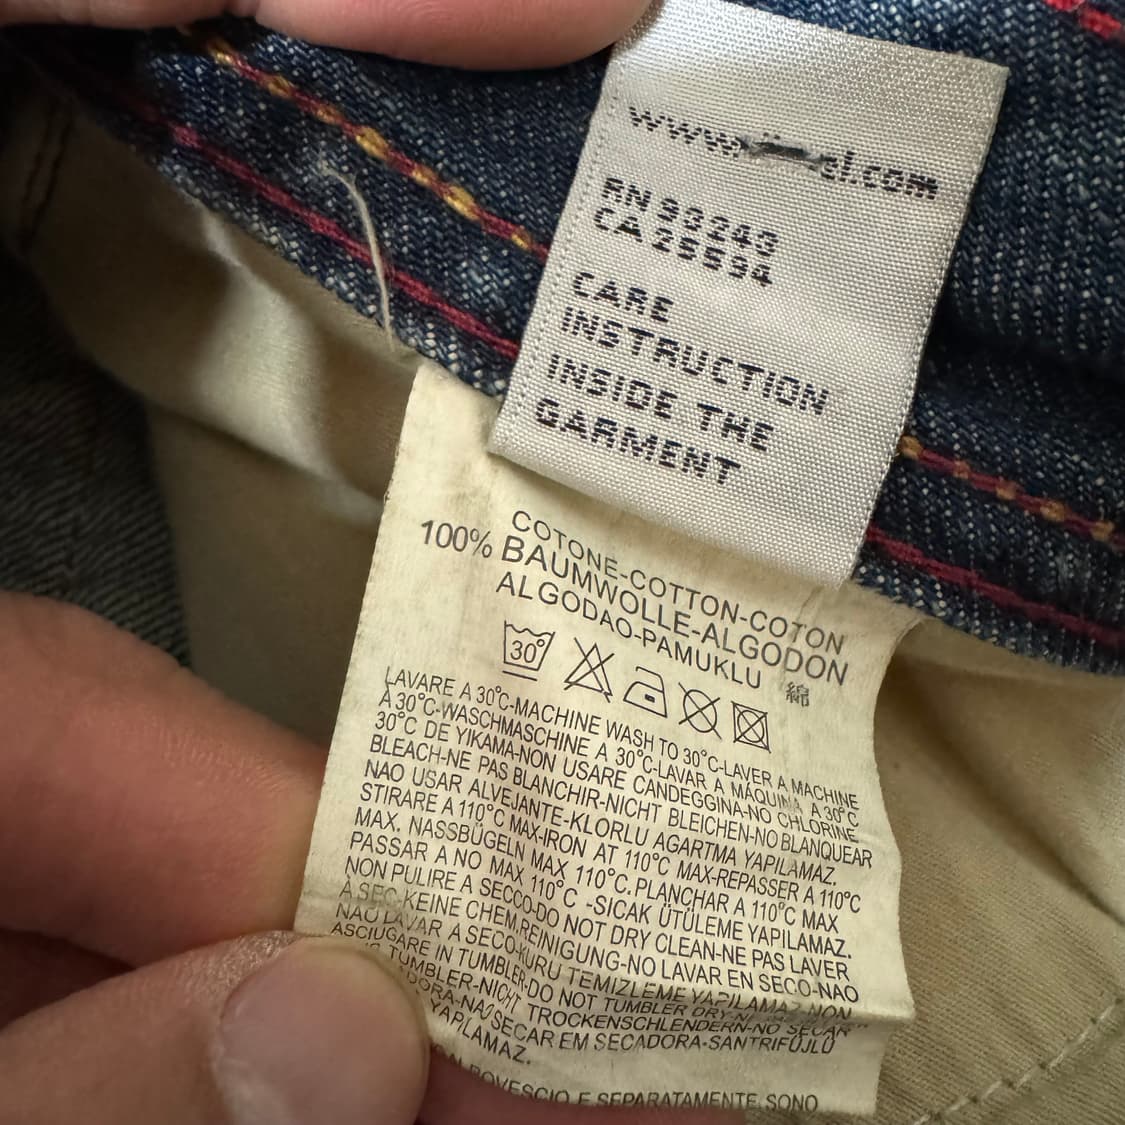 RN 93243
CA 25594
CARE
INSTRUCTION
INSIDE THE
GARMENT
COTONE-COTTON-COTON
100% BAUMWOLLE-ALGODON
ALGODAO-PAMUKLU 綿
30°
LAVARE A 30°C-MACHINE WASH TO 30°C-LAVER A MACHINE
A 30°C-WASCHMASCHINE A 30°C-LAVAR A MÁQUINA A 30°C
30°C DE YIKAMA-NON USARE CANDEGGINA-NO CHLORINE
BLEACH-NE PAS BLANCHIR-NICHT BLEICHEN-NO BLANQUEAR
NAO USAR ALVEJANTE-KLORLU AGARTMA YAPILAMAZ.
STIRARE A 110°C MAX-IRON AT 110°C MAX-REPASSER A 110°C
MAX. NASSBÜGELN MAX 110°C. PLANCHAR A 110°C MAX
PASSAR A NO MAX 110°C -SICAK ÜTÜLEME YAPILAMAZ.
NON PULIRE A SECCO-DO NOT DRY CLEAN-NE PAS LAVER
A SEC-KEINE CHEM.REINIGUNG-NO LAVAR EN SECO-NAO
NAO LAVAR A SECO-KURU TEMIZLEME YAPILAMAZ-NON
ASCIUGARE IN TUMBLER-DO NOT TUMBLER DRY-
TUMBLER-NICHT TROCKENSCHLENDERN-NO SECAR
SECAR EM SECADORA-SANTRIFÜJLÜ
YAPILAMAZ.
ROVESCIO E SEPARATAMENTE, SONO